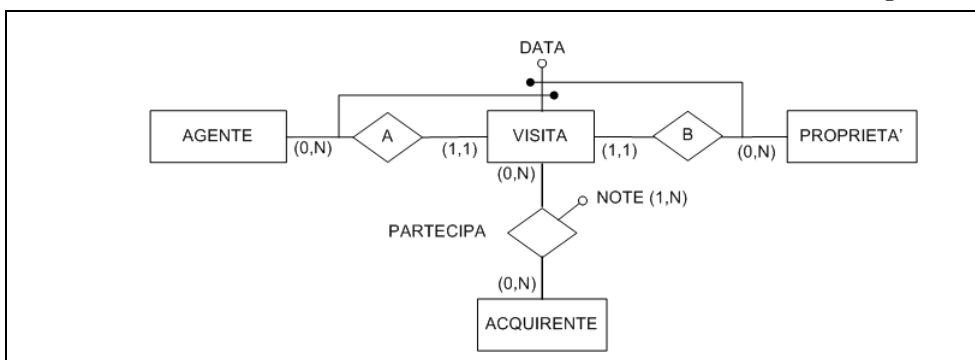 DATA
AGENTE
A
VISITA
B
PROPRIETA'
(0,N)
(1,1)
(0,N)
(1,1)
(0,N)
NOTE (1,N)
PARTECIPA
(0,N)
ACQUIRENTE